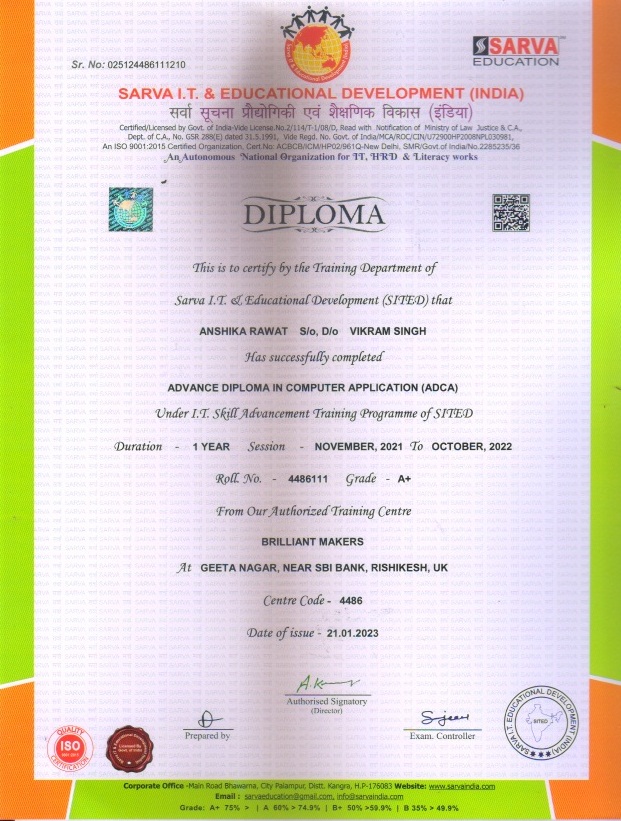 Sr. No: 025124486111210
SARVA™
EDUCATION
SARVA I.T. & EDUCATIONAL DEVELOPMENT (INDIA)
सर्वा सूचना प्रौद्योगिकी एवं शैक्षणिक विकास (इंडिया)
Certified/Licensed by Govt. of India-Vide License.No.2/114/T-1/08/D, Read with Notification of Ministry of Law Justice & C.A.,
Dept. of C.A., No. GSR 288(E) dated 31.5.1991, Vide Regd. No. Govt. of India/MCA/ROC/CIN/U72900HP2008NPL030981,
An ISO 9001:2015 Certified Organization. Cert No: ACBCB/ICM/HP02/961Q-New Delhi, SMR/Govt of India/No.2285235/36
An Autonomous National Organization for IT, HRD & Literacy works
DIPLOMA
This is to certify by the Training Department of
Sarva I.T. & Educational Development (SITED) that
ANSHIKA RAWAT S/o, D/o VIKRAM SINGH
Has successfully completed
ADVANCE DIPLOMA IN COMPUTER APPLICATION (ADCA)
Under I.T. Skill Advancement Training Programme of SITED
Duration - 1 YEAR Session - NOVEMBER, 2021 To OCTOBER, 2022
Roll. No. - 4486111 Grade - A+
From Our Authorized Training Centre
BRILLIANT MAKERS
At GEETA NAGAR, NEAR SBI BANK, RISHIKESH, UK
Centre Code - 4486
Date of issue - 21.01.2023
Authorised Signatory
(Director)
Prepared by
Exam. Controller
QUALITY
ISO
CERTIFICATION
Licensed By
Govt. of India
SARVA I.T. & EDUCATIONAL DEVELOPMENT (INDIA)
SITED
Corporate Office -Main Road Bhawarna, City Palampur, Distt. Kangra, H.P-176083 Website: www.sarvaindia.com
Email : sarvaeducation@gmail.com, info@sarvaindia.com
Grade: A+ 75% > | A 60% > 74.9% | B+ 50% >59.9% | B 35% > 49.9%